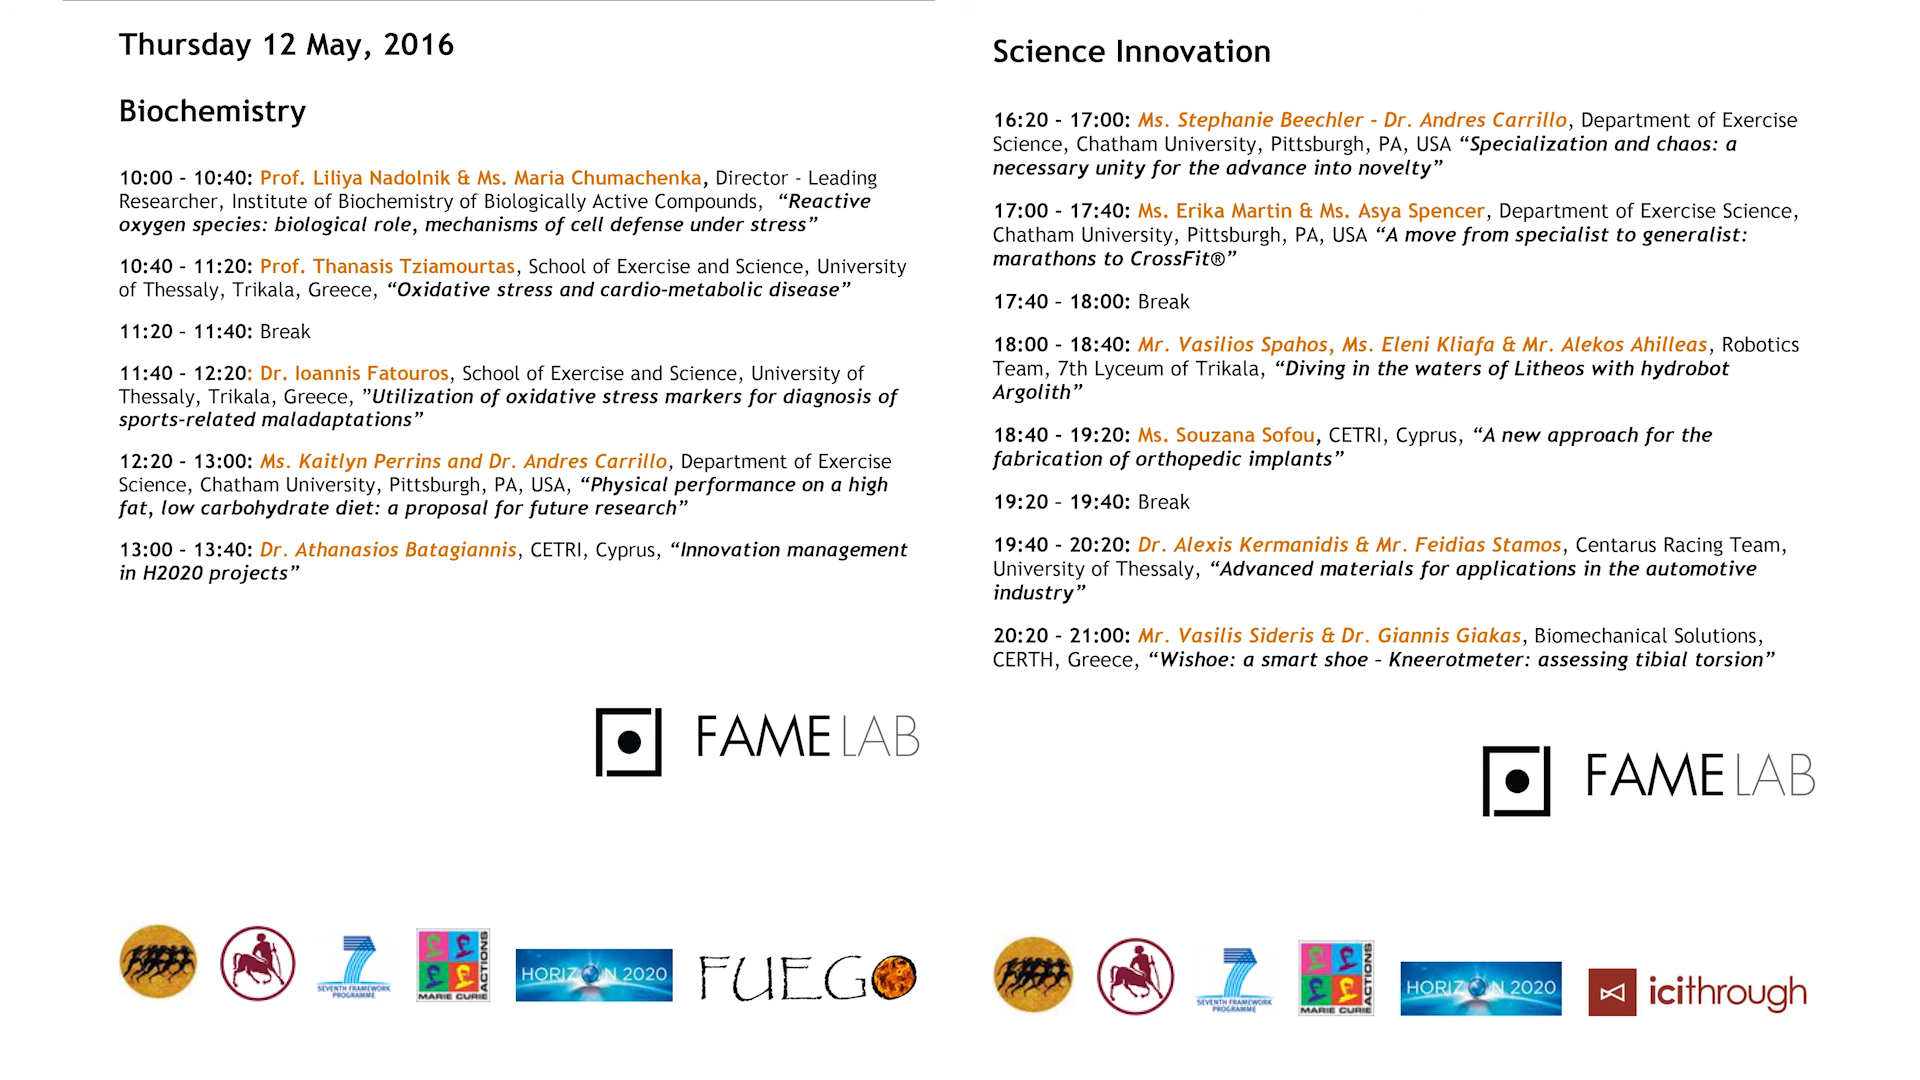 Thursday 12 May, 2016
Biochemistry
10:00 - 10:40: Prof. Liliya Nadolnik & Ms. Maria Chumachenka, Director - Leading
Researcher, Institute of Biochemistry of Biologically Active Compounds, “Reactive
oxygen species: biological role, mechanisms of cell defense under stress”
10:40 - 11:20: Prof. Thanasis Tziamourtas, School of Exercise and Science, University
of Thessaly, Trikala, Greece, “Oxidative stress and cardio-metabolic disease”
11:20 – 11:40: Break
11:40 - 12:20: Dr. Ioannis Fatouros, School of Exercise and Science, University of
Thessaly, Trikala, Greece, ”Utilization of oxidative stress markers for diagnosis of
sports-related maladaptations”
12:20 - 13:00: Ms. Kaitlyn Perrins and Dr. Andres Carrillo, Department of Exercise
Science, Chatham University, Pittsburgh, PA, USA, “Physical performance on a high
fat, low carbohydrate diet: a proposal for future research”
13:00 - 13:40: Dr. Athanasios Batagiannis, CETRI, Cyprus, “Innovation management
in H2020 projects”
FAMELAB
SEVENTH FRAMEWORK
PROGRAMME
MARIE CURIE
ACTIONS
HORIZON 2020
FUEGO
Science Innovation
16:20 - 17:00: Ms. Stephanie Beechler - Dr. Andres Carrillo, Department of Exercise
Science, Chatham University, Pittsburgh, PA, USA “Specialization and chaos: a
necessary unity for the advance into novelty”
17:00 - 17:40: Ms. Erika Martin & Ms. Asya Spencer, Department of Exercise Science,
Chatham University, Pittsburgh, PA, USA “A move from specialist to generalist:
marathons to CrossFit®”
17:40 – 18:00: Break
18:00 - 18:40: Mr. Vasilios Spahos, Ms. Eleni Kliafa & Mr. Alekos Ahilleas, Robotics
Team, 7th Lyceum of Trikala, “Diving in the waters of Litheos with hydrobot
Argolith”
18:40 - 19:20: Ms. Souzana Sofou, CETRI, Cyprus, “A new approach for the
fabrication of orthopedic implants”
19:20 – 19:40: Break
19:40 - 20:20: Dr. Alexis Kermanidis & Mr. Feidias Stamos, Centarus Racing Team,
University of Thessaly, “Advanced materials for applications in the automotive
industry”
20:20 - 21:00: Mr. Vasilis Sideris & Dr. Giannis Giakas, Biomechanical Solutions,
CERTH, Greece, “Wishoe: a smart shoe – Kneerotmeter: assessing tibial torsion”
FAMELAB
SEVENTH FRAMEWORK
PROGRAMME
MARIE CURIE
ACTIONS
HORIZON 2020
icithrough